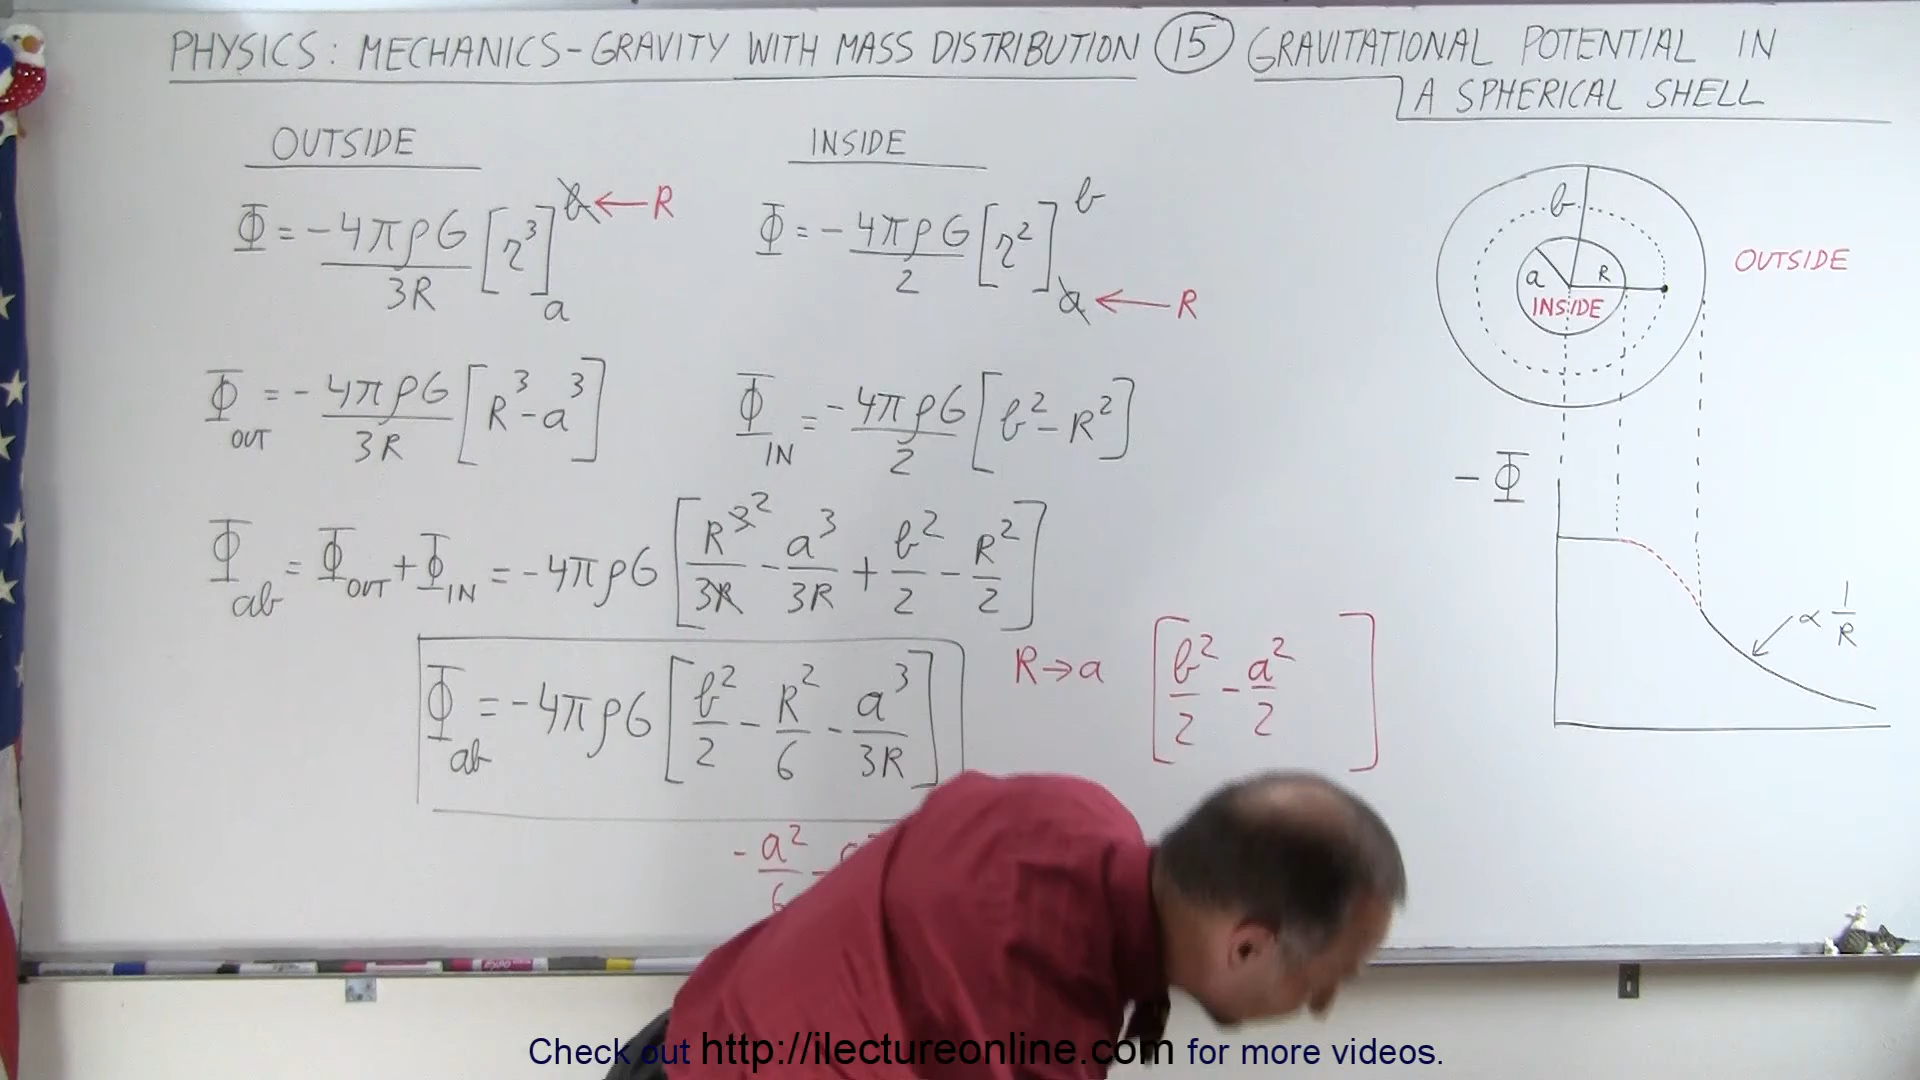 PHYSICS: MECHANICS-GRAVITY WITH MASS DISTRIBUTION (15) GRAVITATIONAL POTENTIAL IN
A SPHERICAL SHELL
OUTSIDE
Φ = -4πρG/3R [r³] b ← R
a
Φ_OUT = -4πρG/3R [R³ - a³]
INSIDE
Φ = -4πρG/2 [r²] b
a ← R
Φ_IN = -4πρG/2 [b² - R²]
Φ_ab = Φ_OUT + Φ_IN = -4πρG [R³²/3R - a³/3R + b²/2 - R²/2]
Φ_ab = -4πρG [b²/2 - R²/6 - a³/3R]
R→a [b²/2 - a²/2 ]
-a²/6 -
b
a R
INSIDE
OUTSIDE
-Φ
∝ 1/R
Check out http://ilectureonline.com for more videos.